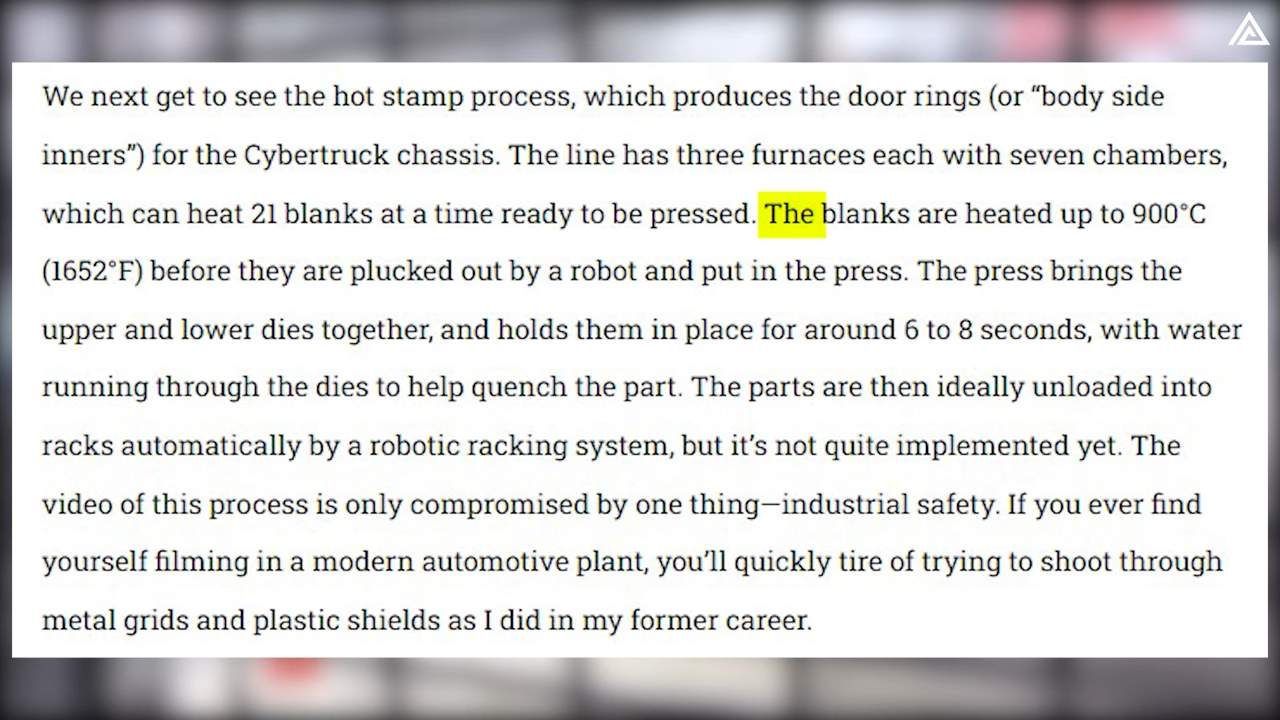 We next get to see the hot stamp process, which produces the door rings (or “body side
inners”) for the Cybertruck chassis. The line has three furnaces each with seven chambers,
which can heat 21 blanks at a time ready to be pressed. The blanks are heated up to 900°C
(1652°F) before they are plucked out by a robot and put in the press. The press brings the
upper and lower dies together, and holds them in place for around 6 to 8 seconds, with water
running through the dies to help quench the part. The parts are then ideally unloaded into
racks automatically by a robotic racking system, but it’s not quite implemented yet. The
video of this process is only compromised by one thing—industrial safety. If you ever find
yourself filming in a modern automotive plant, you’ll quickly tire of trying to shoot through
metal grids and plastic shields as I did in my former career.